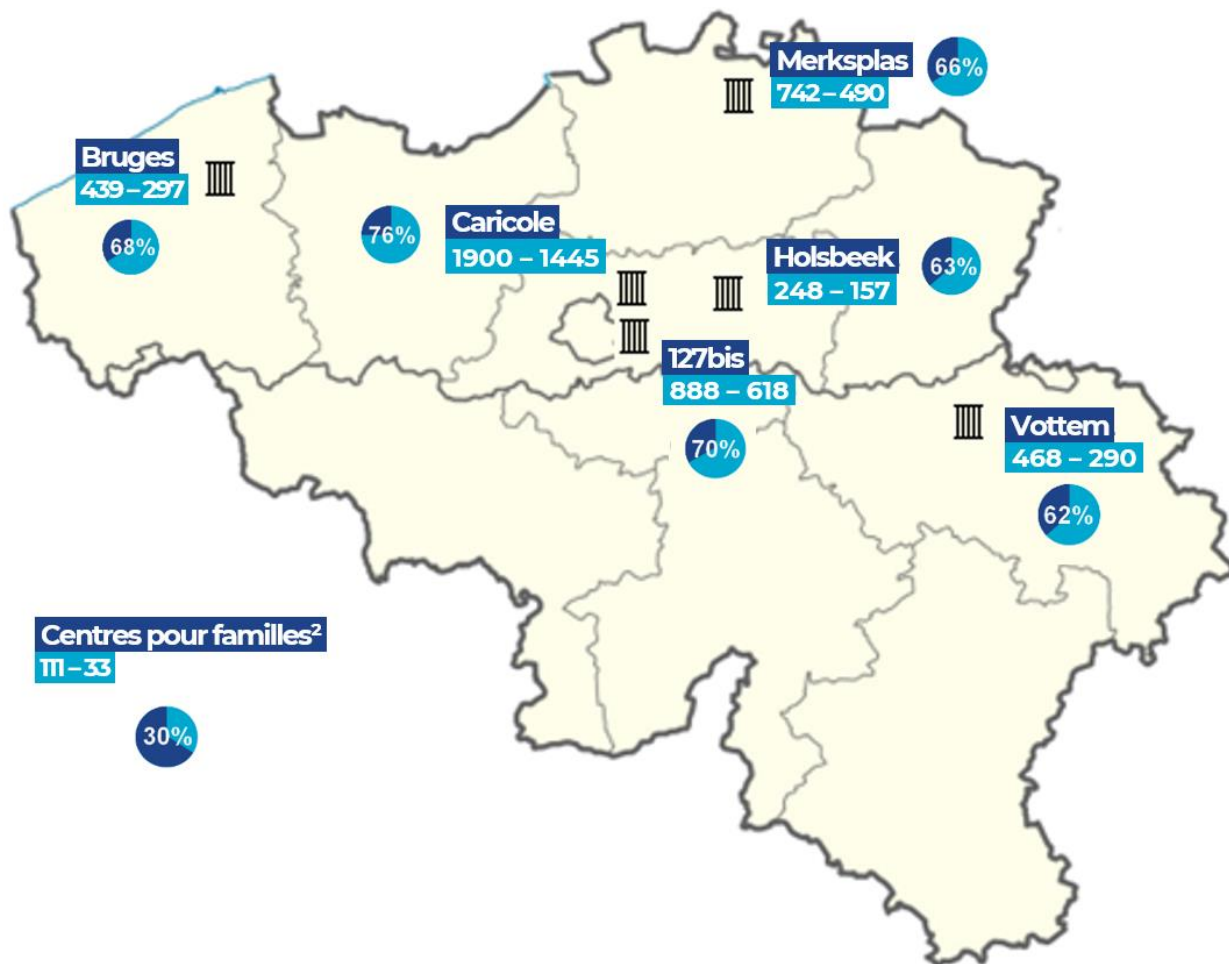 Merksplas
742 – 490
66%
Bruges
439 – 297
68%
76%
Caricole
1900 – 1445
Holsbeek
248 – 157
63%
127bis
888 – 618
70%
Vottem
468 – 290
62%
Centres pour familles²
111 – 33
30%